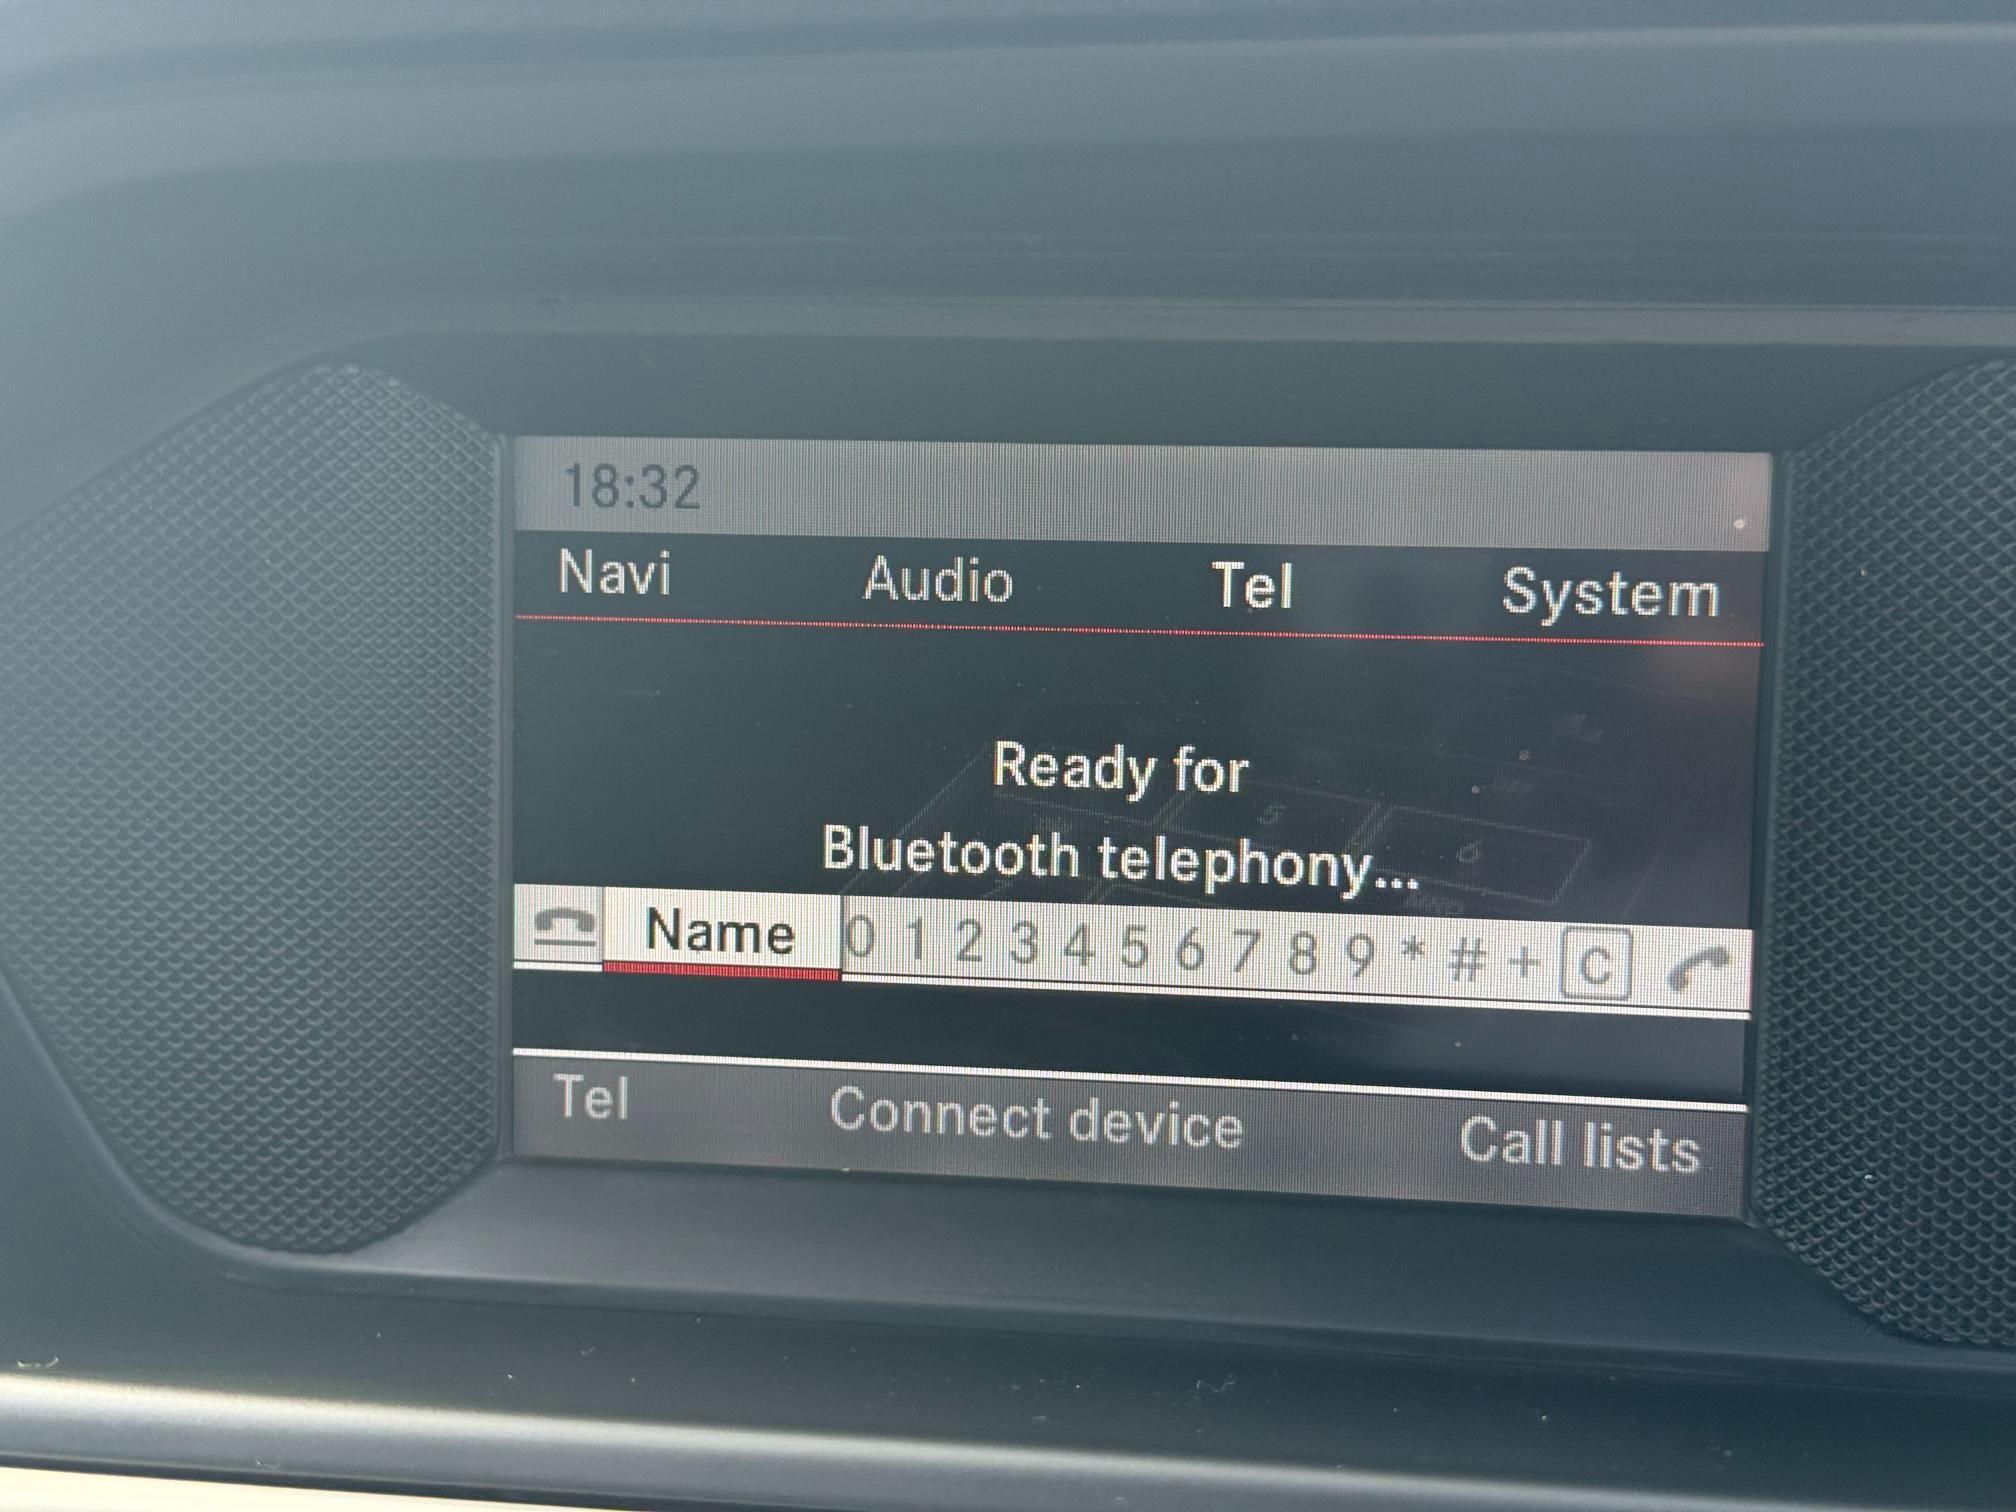 18:32
Navi Audio Tel System
Ready for
Bluetooth telephony...
Name 0 1 2 3 4 5 6 7 8 9 * # + C
Tel Connect device Call lists